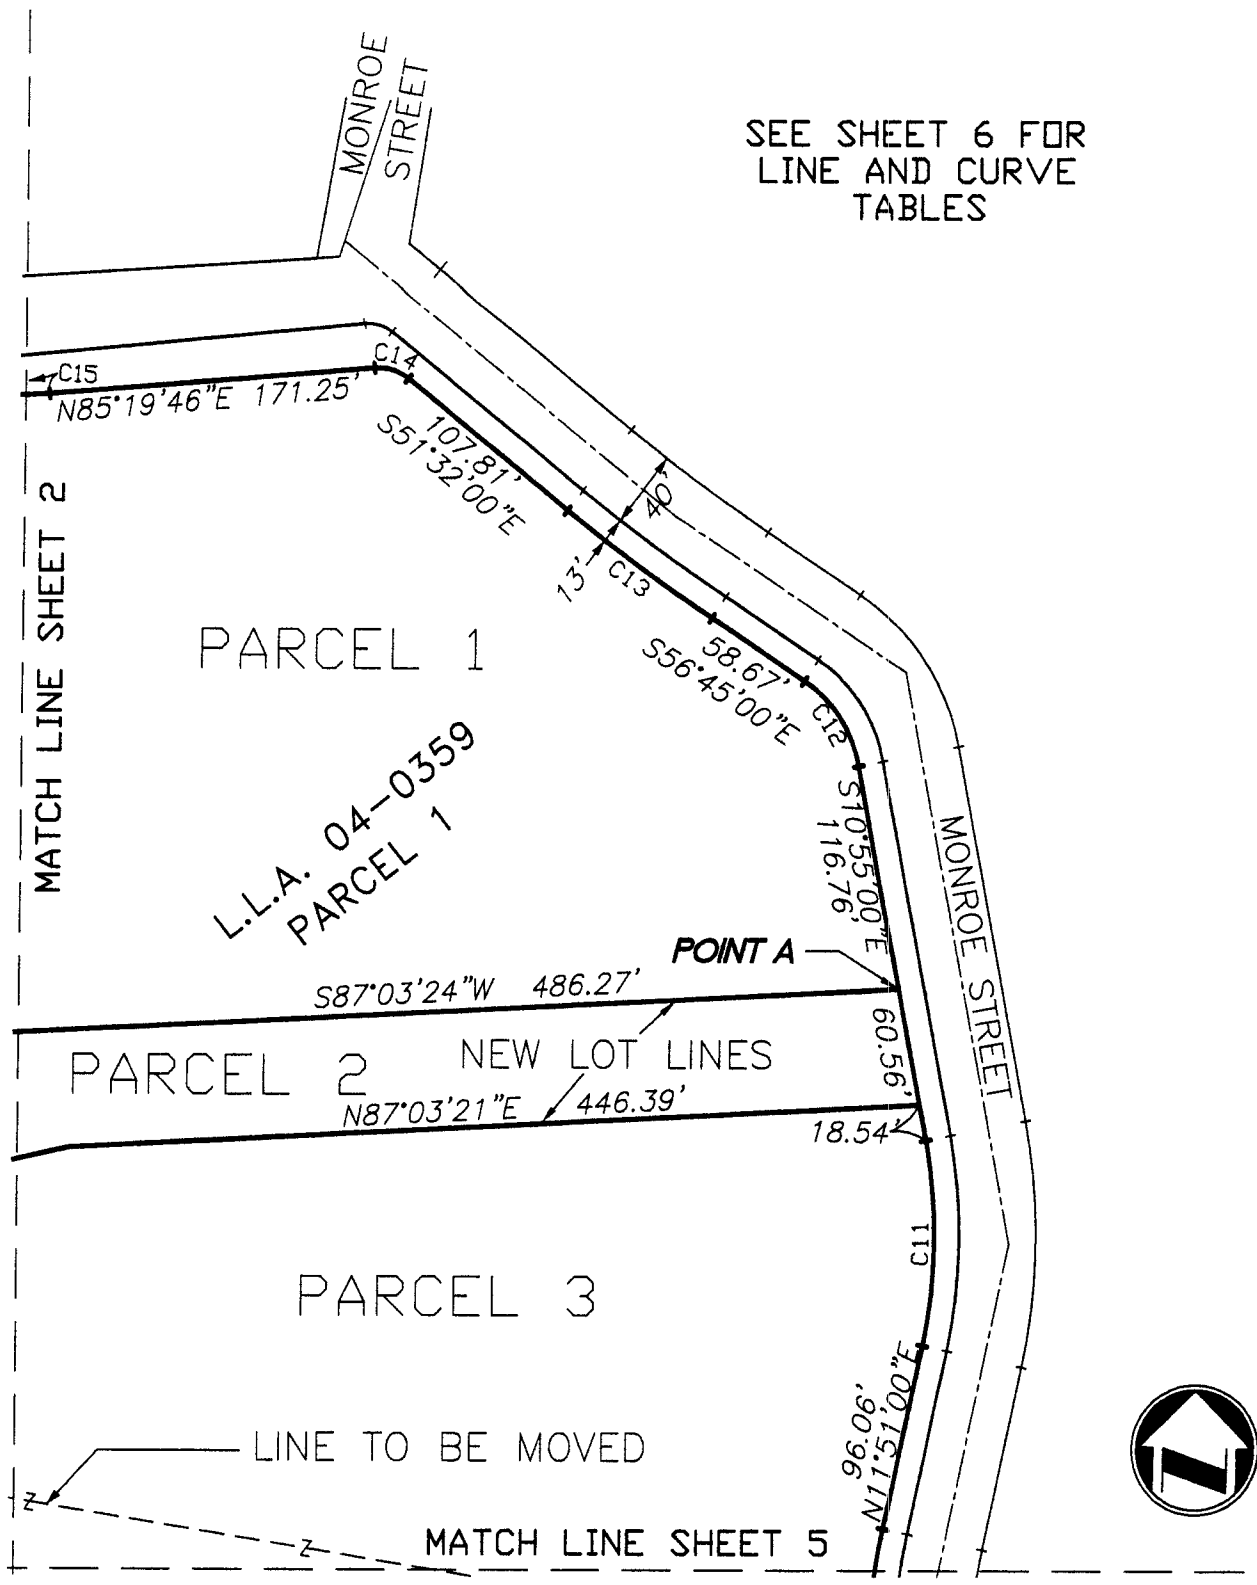 MONROE
STREET
SEE SHEET 6 FOR
LINE AND CURVE
TABLES
C15
C14
N85°19'46"E 171.25'
107.81'
S51°32'00"E
40'
13'
C13
MATCH LINE SHEET 2
PARCEL 1
58.67'
S56°45'00"E
C12
L.L.A. 04-0359
PARCEL 1
S10°55'00"E
116.76'
MONROE STREET
POINT A
S87°03'24"W 486.27'
60.56'
PARCEL 2
NEW LOT LINES
N87°03'21"E 446.39'
18.54'
C11
PARCEL 3
96.06'
N11°51'00"E
LINE TO BE MOVED
Z
Z
MATCH LINE SHEET 5
N